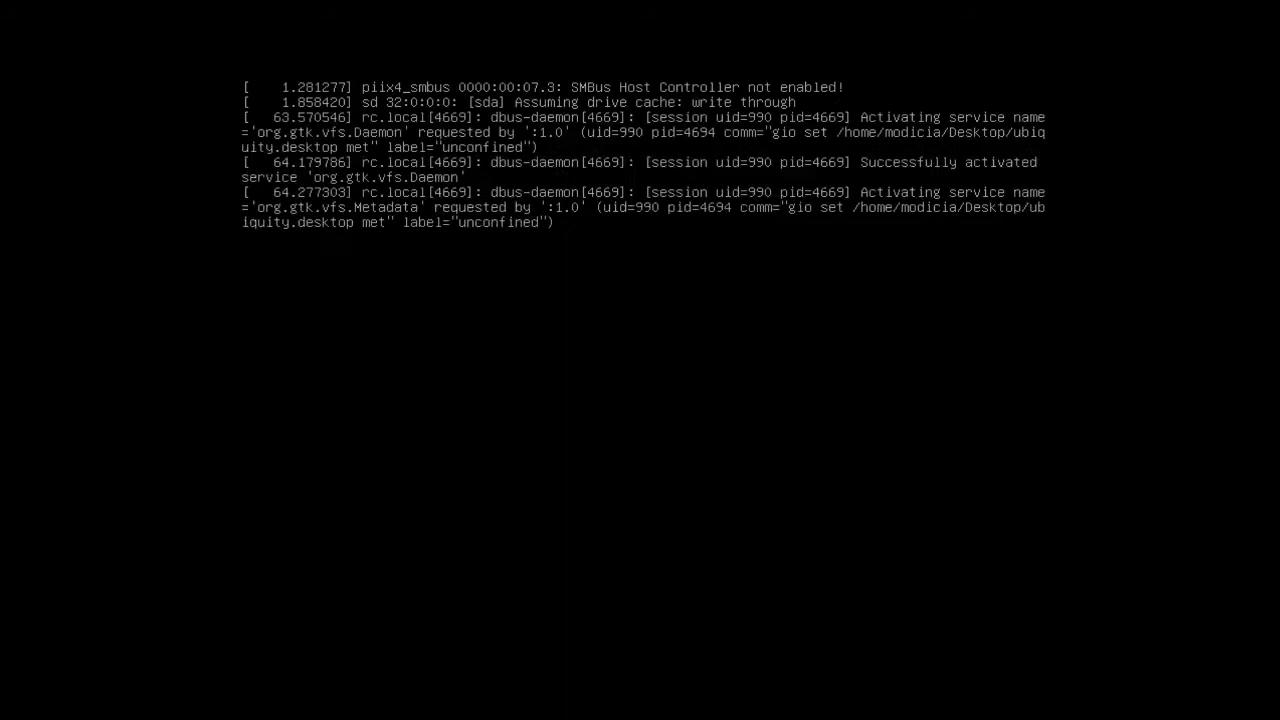 [    1.281277] piix4_smbus 0000:00:07.3: SMBus Host Controller not enabled!
[    1.858420] sd 32:0:0:0: [sda] Assuming drive cache: write through
[   63.570546] rc.local[4669]: dbus-daemon[4669]: [session uid=990 pid=4669] Activating service name
='org.gtk.vfs.Daemon' requested by ':1.0' (uid=990 pid=4694 comm="gio set /home/modicia/Desktop/ubiq
uity.desktop met" label="unconfined")
[   64.179786] rc.local[4669]: dbus-daemon[4669]: [session uid=990 pid=4669] Successfully activated
service 'org.gtk.vfs.Daemon'
[   64.277303] rc.local[4669]: dbus-daemon[4669]: [session uid=990 pid=4669] Activating service name
='org.gtk.vfs.Metadata' requested by ':1.0' (uid=990 pid=4694 comm="gio set /home/modicia/Desktop/ub
iquity.desktop met" label="unconfined")